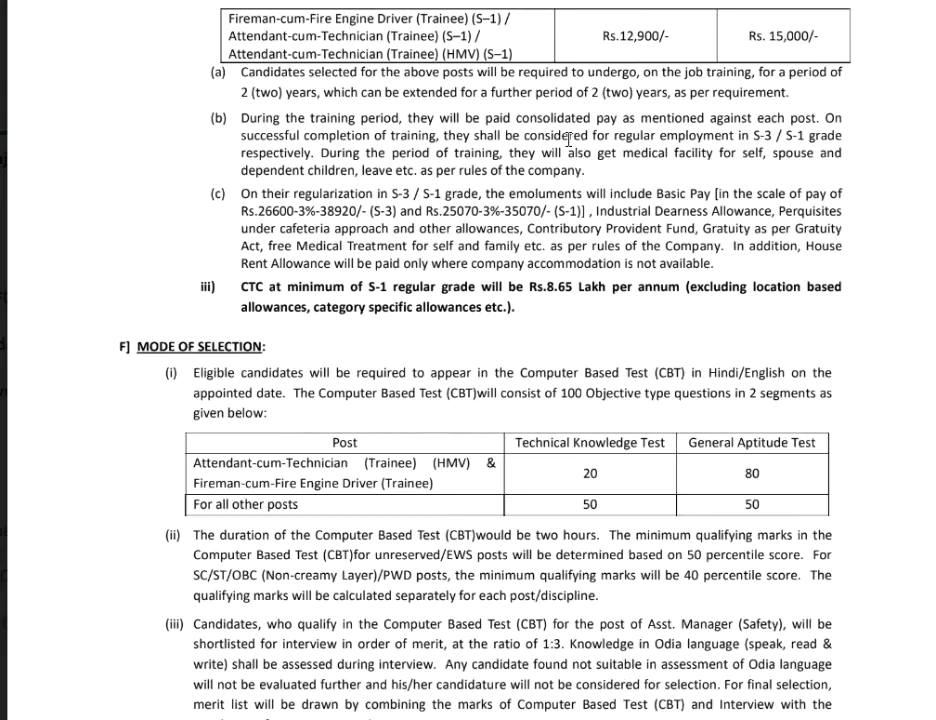 Fireman-cum-Fire Engine Driver (Trainee) (S–1) /
Attendant-cum-Technician (Trainee) (S–1) /
Attendant-cum-Technician (Trainee) (HMV) (S–1)
Rs.12,900/-
Rs. 15,000/-
(a) Candidates selected for the above posts will be required to undergo, on the job training, for a period of
2 (two) years, which can be extended for a further period of 2 (two) years, as per requirement.
(b) During the training period, they will be paid consolidated pay as mentioned against each post. On
successful completion of training, they shall be considered for regular employment in S-3 / S-1 grade
respectively. During the period of training, they will also get medical facility for self, spouse and
dependent children, leave etc. as per rules of the company.
(c) On their regularization in S-3 / S-1 grade, the emoluments will include Basic Pay [in the scale of pay of
Rs.26600-3%-38920/- (S-3) and Rs.25070-3%-35070/- (S-1)] , Industrial Dearness Allowance, Perquisites
under cafeteria approach and other allowances, Contributory Provident Fund, Gratuity as per Gratuity
Act, free Medical Treatment for self and family etc. as per rules of the Company. In addition, House
Rent Allowance will be paid only where company accommodation is not available.
iii) CTC at minimum of S-1 regular grade will be Rs.8.65 Lakh per annum (excluding location based
allowances, category specific allowances etc.).
F] MODE OF SELECTION:
(i) Eligible candidates will be required to appear in the Computer Based Test (CBT) in Hindi/English on the
appointed date. The Computer Based Test (CBT)will consist of 100 Objective type questions in 2 segments as
given below:
Post Technical Knowledge Test General Aptitude Test
Attendant-cum-Technician (Trainee) (HMV) &
Fireman-cum-Fire Engine Driver (Trainee)
20 80
For all other posts 50 50
(ii) The duration of the Computer Based Test (CBT)would be two hours. The minimum qualifying marks in the
Computer Based Test (CBT)for unreserved/EWS posts will be determined based on 50 percentile score. For
SC/ST/OBC (Non-creamy Layer)/PWD posts, the minimum qualifying marks will be 40 percentile score. The
qualifying marks will be calculated separately for each post/discipline.
(iii) Candidates, who qualify in the Computer Based Test (CBT) for the post of Asst. Manager (Safety), will be
shortlisted for interview in order of merit, at the ratio of 1:3. Knowledge in Odia language (speak, read &
write) shall be assessed during interview. Any candidate found not suitable in assessment of Odia language
will not be evaluated further and his/her candidature will not be considered for selection. For final selection,
merit list will be drawn by combining the marks of Computer Based Test (CBT) and Interview with the